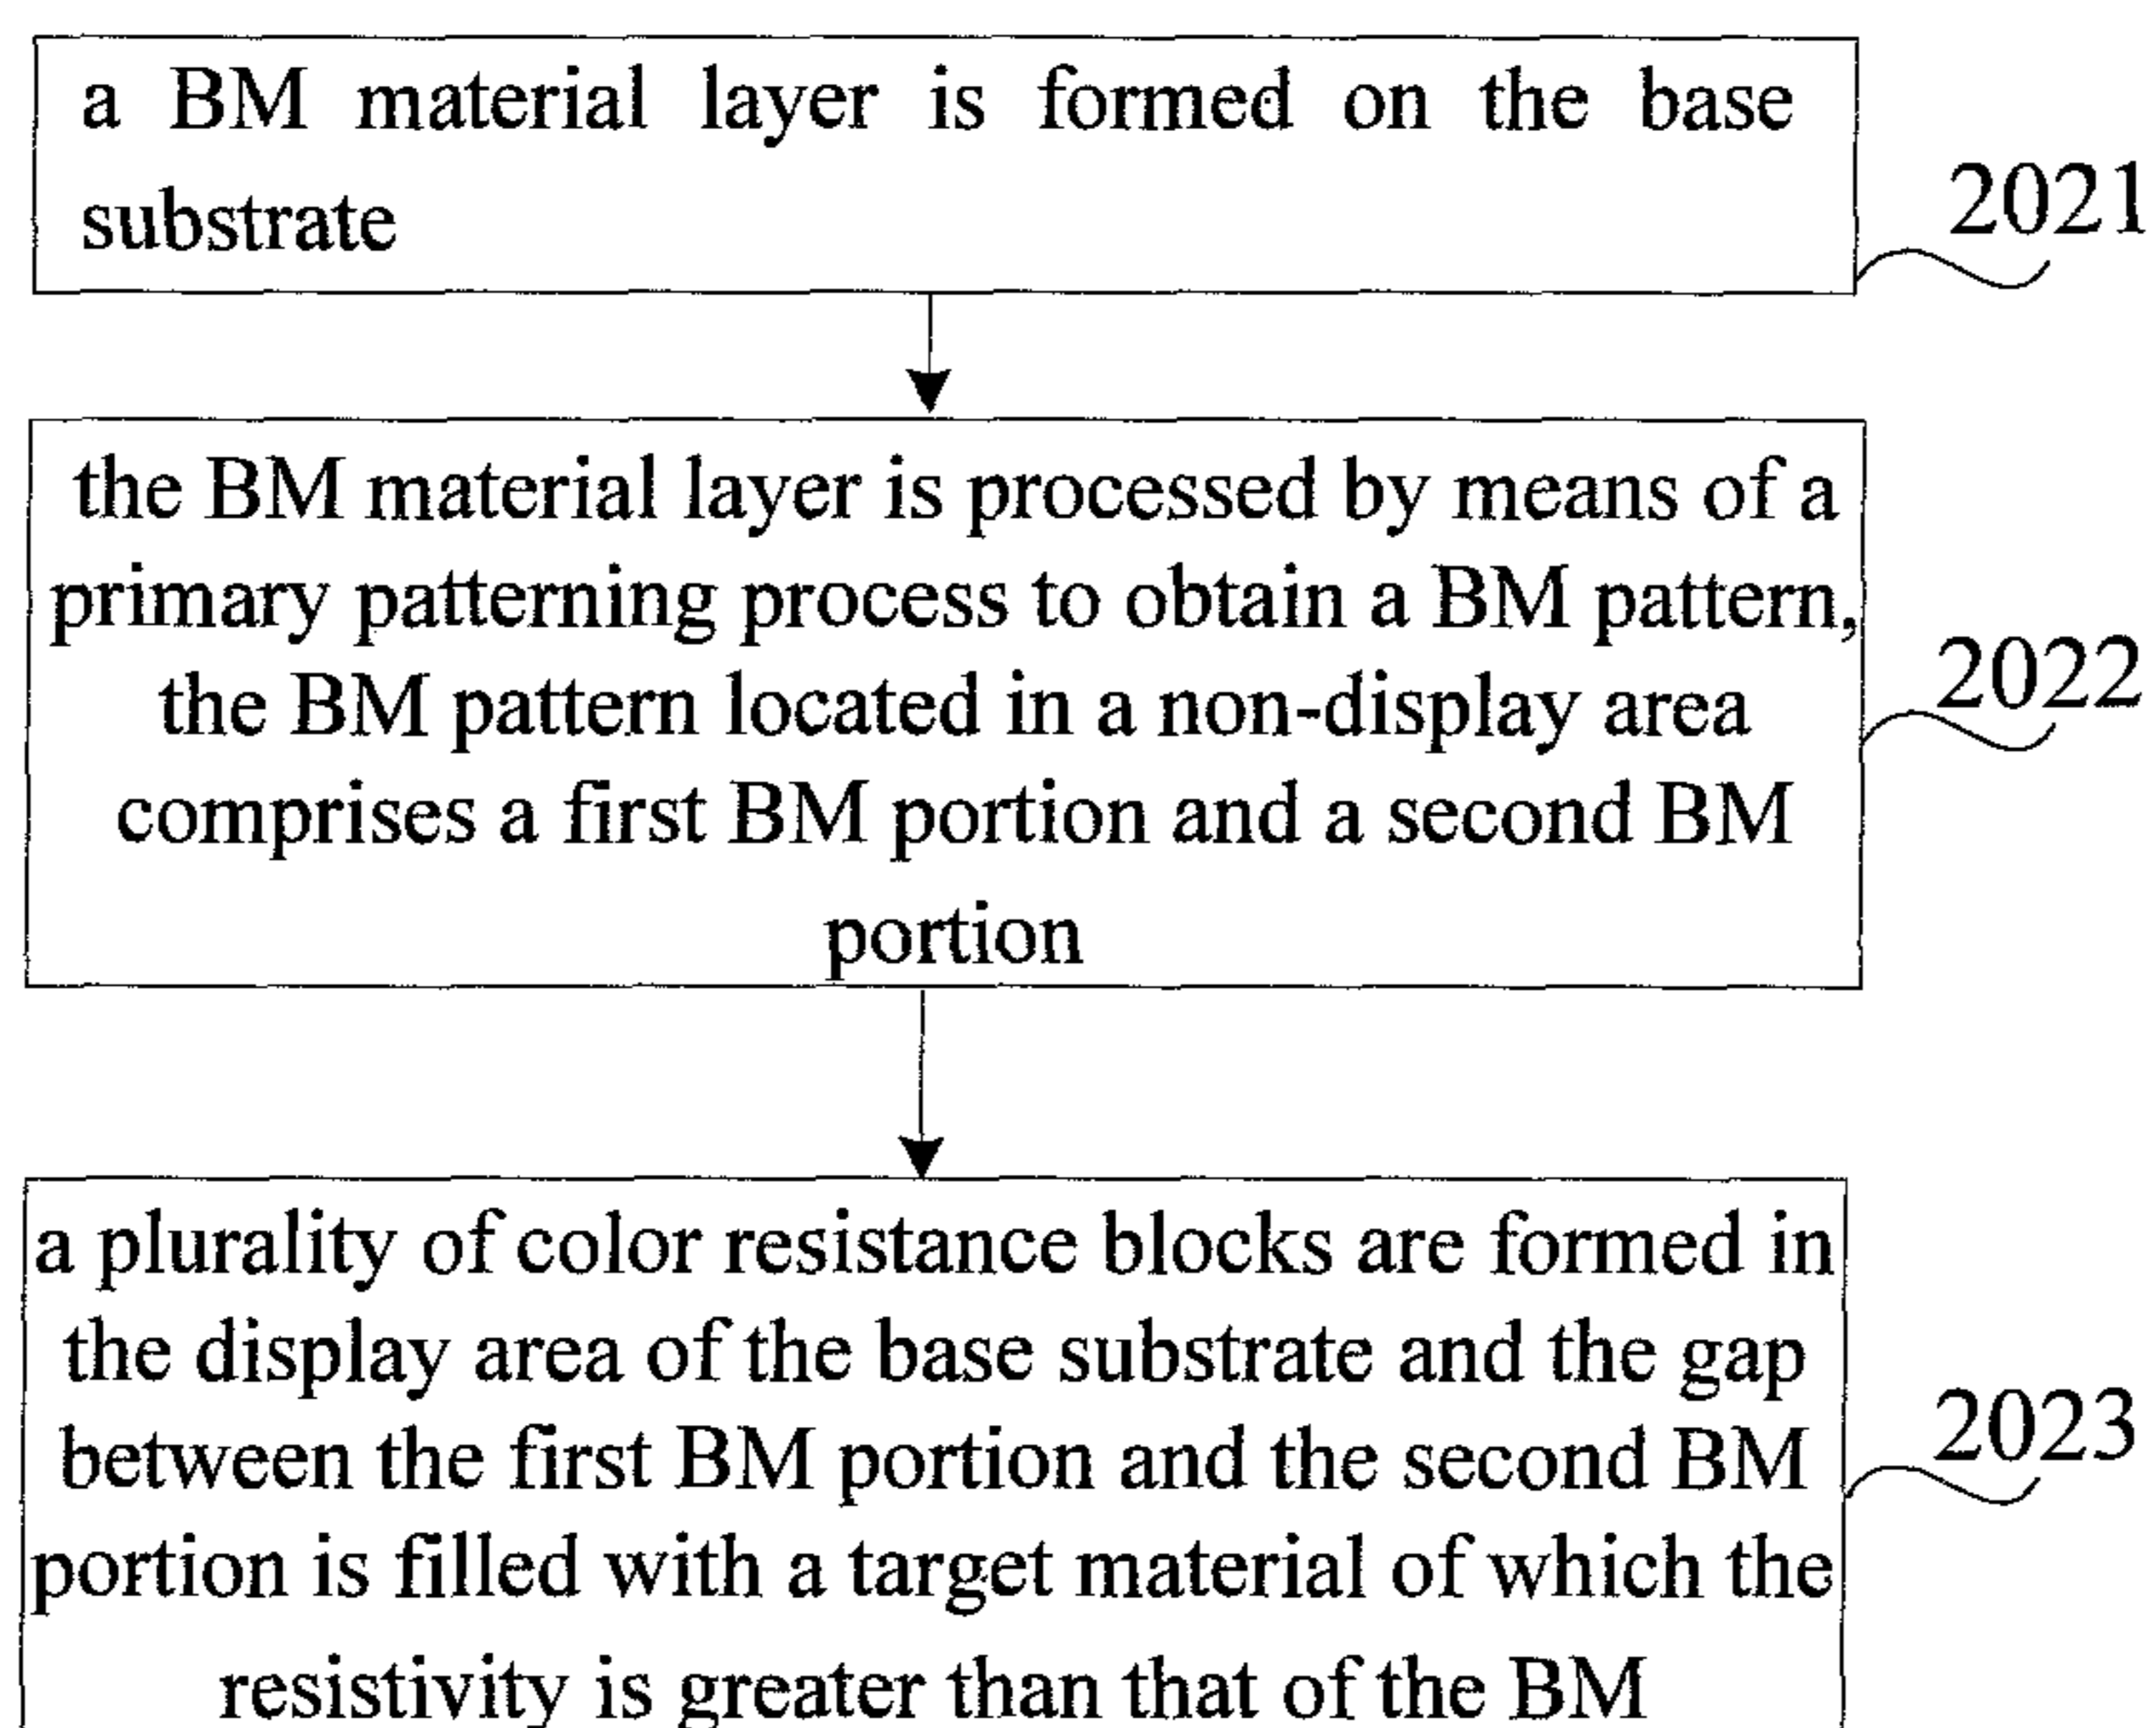 a BM material layer is formed on the base
substrate
2021
the BM material layer is processed by means of a
primary patterning process to obtain a BM pattern,
the BM pattern located in a non-display area
comprises a first BM portion and a second BM
portion
2022
a plurality of color resistance blocks are formed in
the display area of the base substrate and the gap
between the first BM portion and the second BM
portion is filled with a target material of which the
resistivity is greater than that of the BM
2023